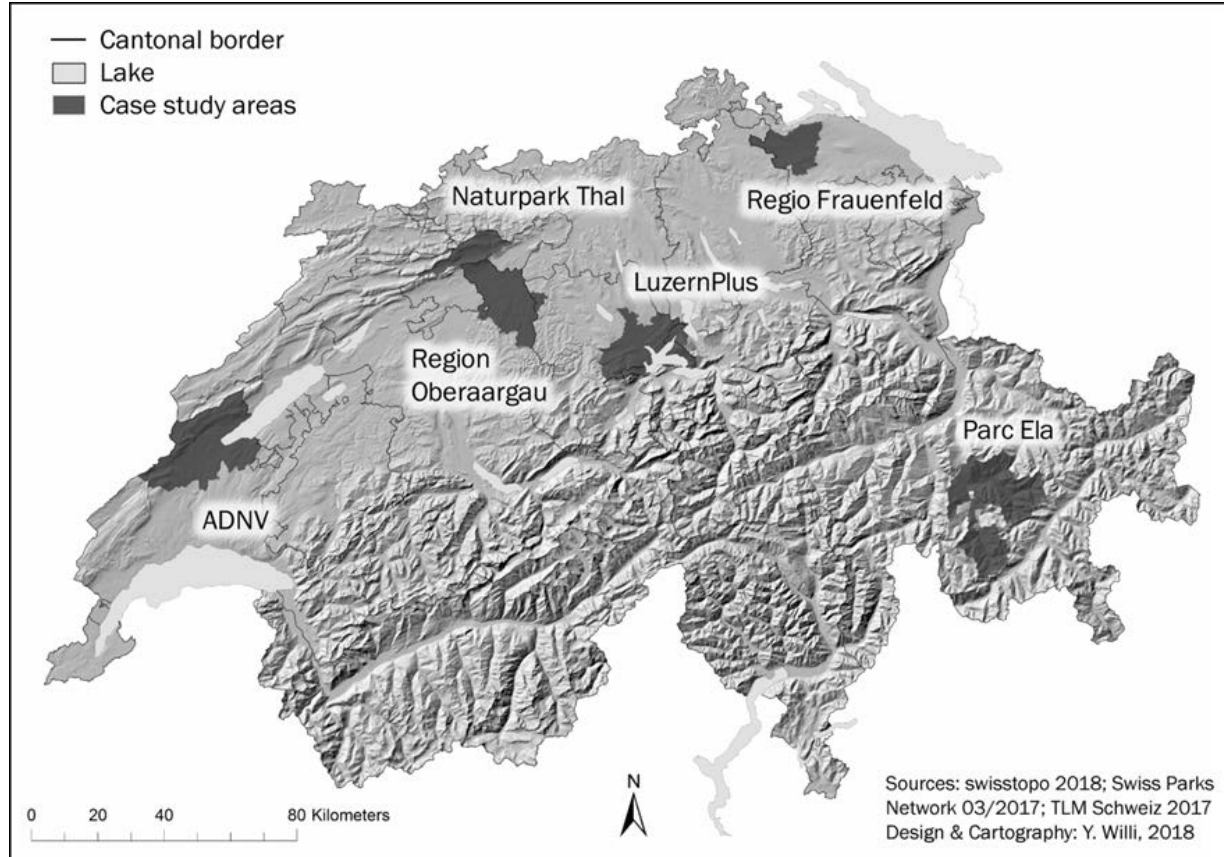 Cantonal border
Lake
Case study areas
Naturpark Thal
Regio Frauenfeld
LuzernPlus
Region
Oberaargau
Parc Ela
ADNV
N
0 20 40 80 Kilometers
Sources: swisstopo 2018; Swiss Parks
Network 03/2017; TLM Schweiz 2017
Design & Cartography: Y. Willi, 2018